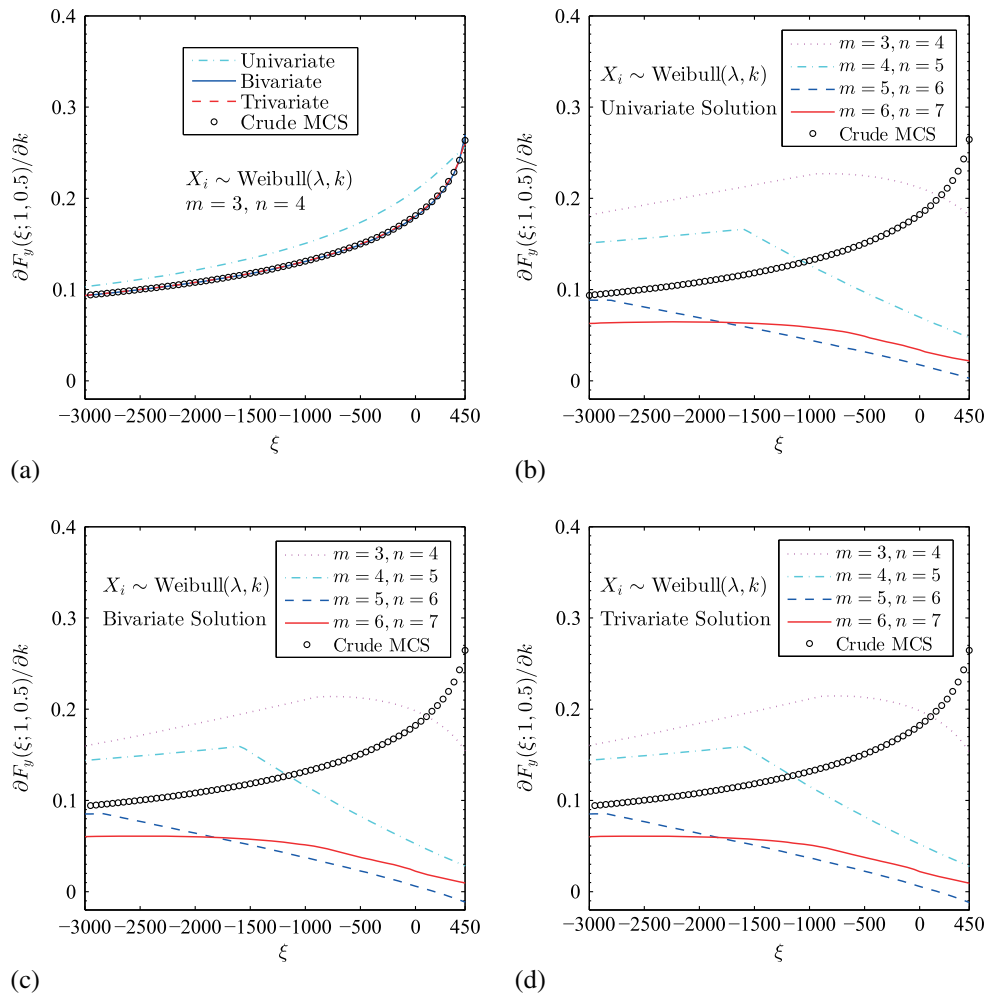 0.4
0.3
0.2
0.1
0
∂F_y(ξ; 1, 0.5)/∂k
Univariate
Bivariate
Trivariate
Crude MCS
X_i ∼ Weibull(λ, k)
m = 3, n = 4
−3000 −2500 −2000 −1500 −1000 −500 0 450
ξ
(a)
0.4
0.3
0.2
0.1
0
∂F_y(ξ; 1, 0.5)/∂k
X_i ∼ Weibull(λ, k)
Univariate Solution
m = 3, n = 4
m = 4, n = 5
m = 5, n = 6
m = 6, n = 7
Crude MCS
−3000 −2500 −2000 −1500 −1000 −500 0 450
ξ
(b)
0.4
0.3
0.2
0.1
0
∂F_y(ξ; 1, 0.5)/∂k
X_i ∼ Weibull(λ, k)
Bivariate Solution
m = 3, n = 4
m = 4, n = 5
m = 5, n = 6
m = 6, n = 7
Crude MCS
−3000 −2500 −2000 −1500 −1000 −500 0 450
ξ
(c)
0.4
0.3
0.2
0.1
0
∂F_y(ξ; 1, 0.5)/∂k
X_i ∼ Weibull(λ, k)
Trivariate Solution
m = 3, n = 4
m = 4, n = 5
m = 5, n = 6
m = 6, n = 7
Crude MCS
−3000 −2500 −2000 −1500 −1000 −500 0 450
ξ
(d)